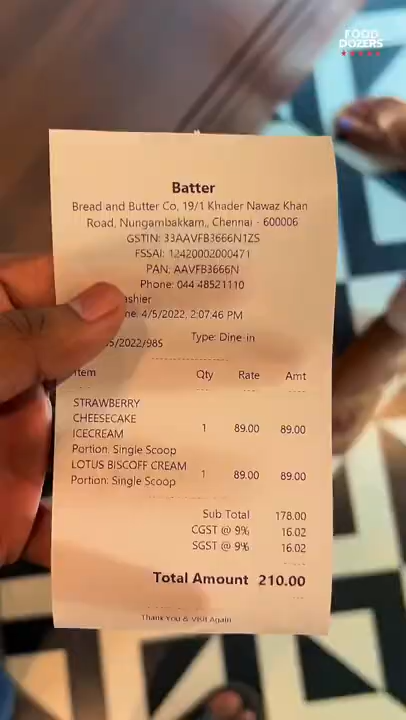 FOOD
DOZERS
Batter
Bread and Butter Co, 19/1 Khader Nawaz Khan
Road, Nungambakkam,, Chennai - 600006
GSTIN: 33AAVFB3666N1ZS
FSSAI: 12420002000471
PAN: AAVFB3666N
Phone: 044 48521110
ashier
ne: 4/5/2022, 2:07:46 PM
5/2022/985 Type: Dine-in
Item Qty Rate Amt
STRAWBERRY
CHEESECAKE
ICECREAM 1 89.00 89.00
Portion: Single Scoop
LOTUS BISCOFF CREAM 1 89.00 89.00
Portion: Single Scoop
Sub Total 178.00
CGST @ 9% 16.02
SGST @ 9% 16.02
Total Amount 210.00
Thank You & Visit Again